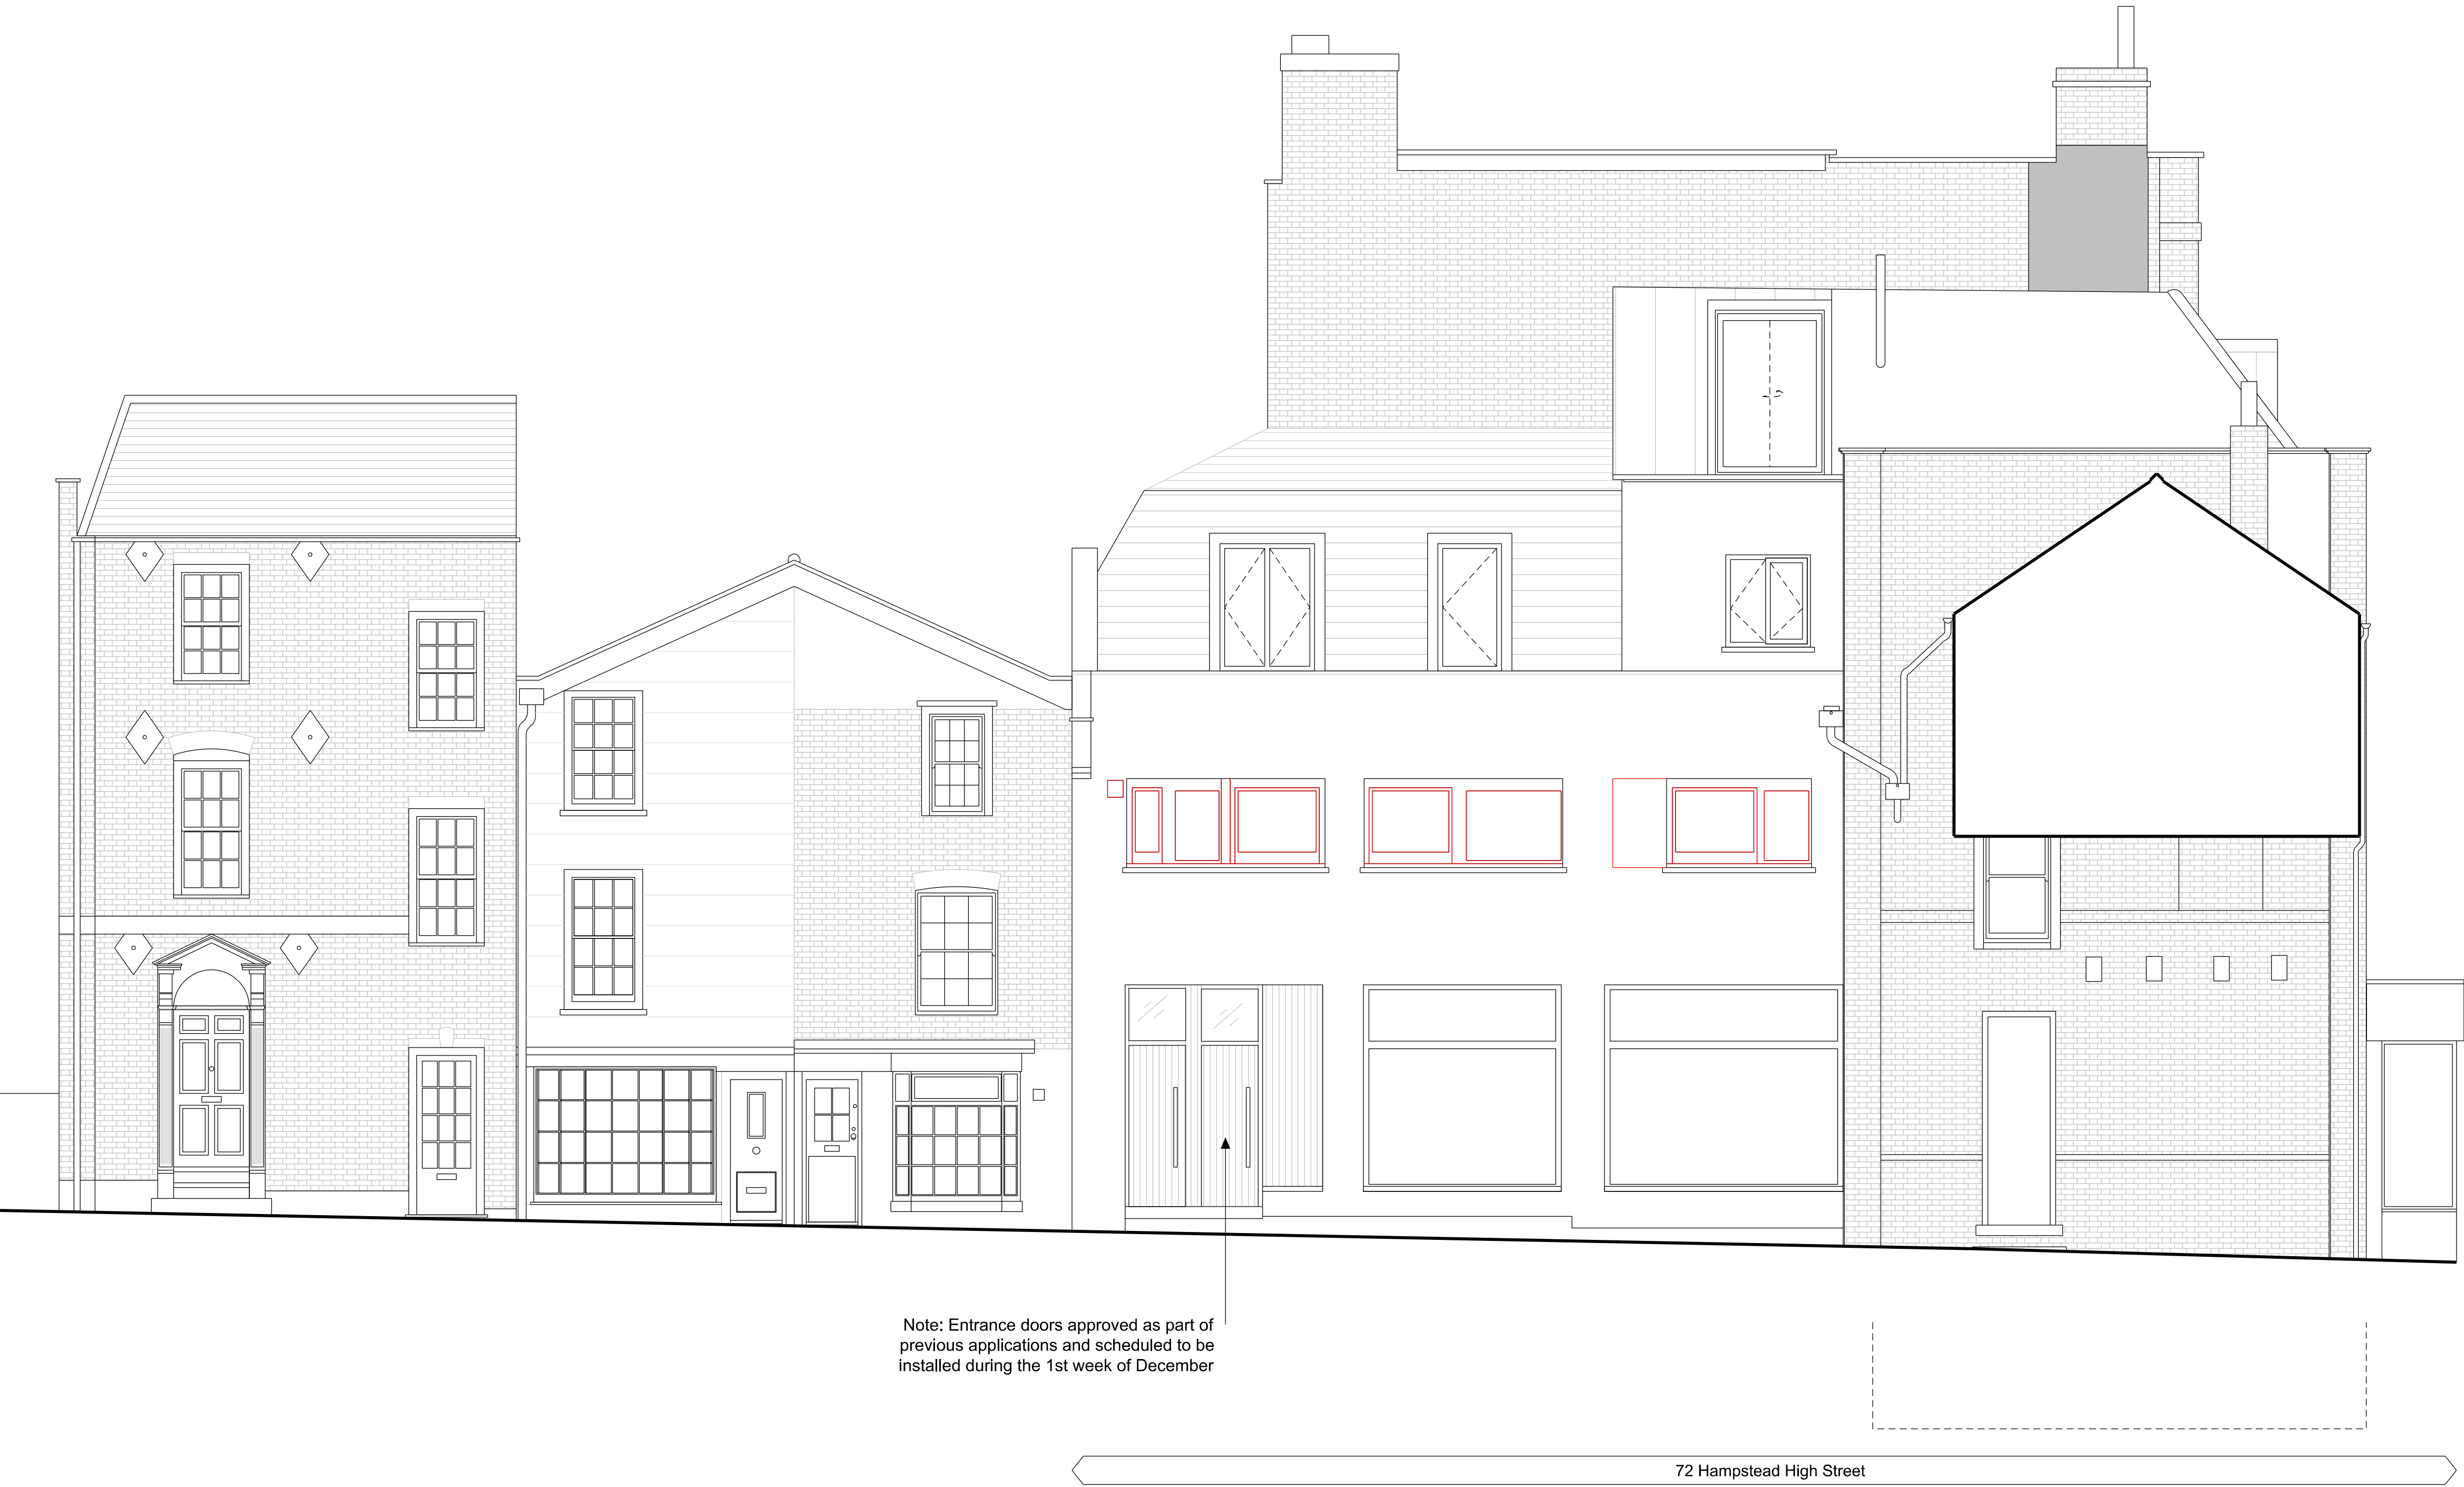 Note: Entrance doors approved as part of
previous applications and scheduled to be
installed during the 1st week of December
72 Hampstead High Street